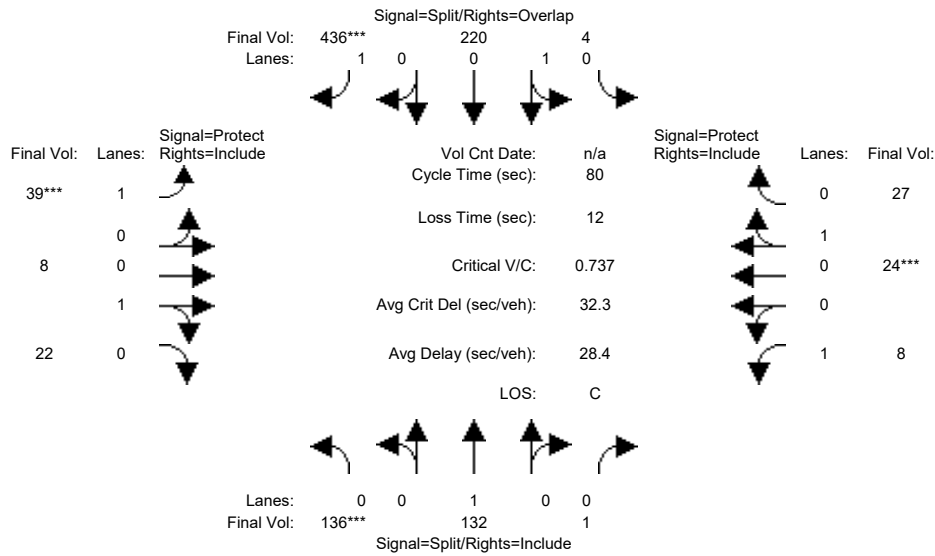 Signal=Split/Rights=Overlap
Final Vol: 436*** 220 4
Lanes: 1 0 0 1 0
Signal=Protect Signal=Protect
Final Vol: Lanes: Rights=Include Vol Cnt Date: n/a Rights=Include Lanes: Final Vol:
Cycle Time (sec): 80
39*** 1 0 27
Loss Time (sec): 12
0 1
8 0 Critical V/C: 0.737 0 24***
1 Avg Crit Del (sec/veh): 32.3 0
22 0 Avg Delay (sec/veh): 28.4 1 8
LOS: C
Lanes: 0 0 1 0 0
Final Vol: 136*** 132 1
Signal=Split/Rights=Include